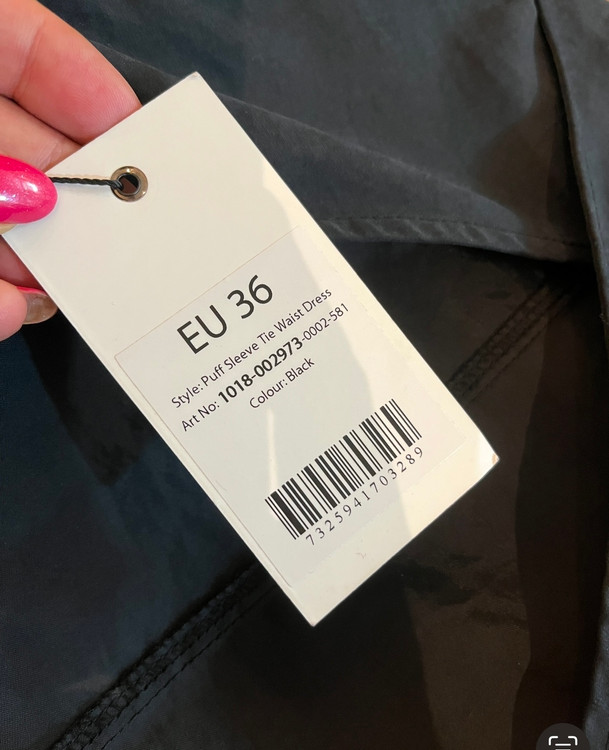 EU 36
Style: Puff Sleeve Tie Waist Dress
Art No: 1018-002973-0002-581
Colour: Black
7325941703289